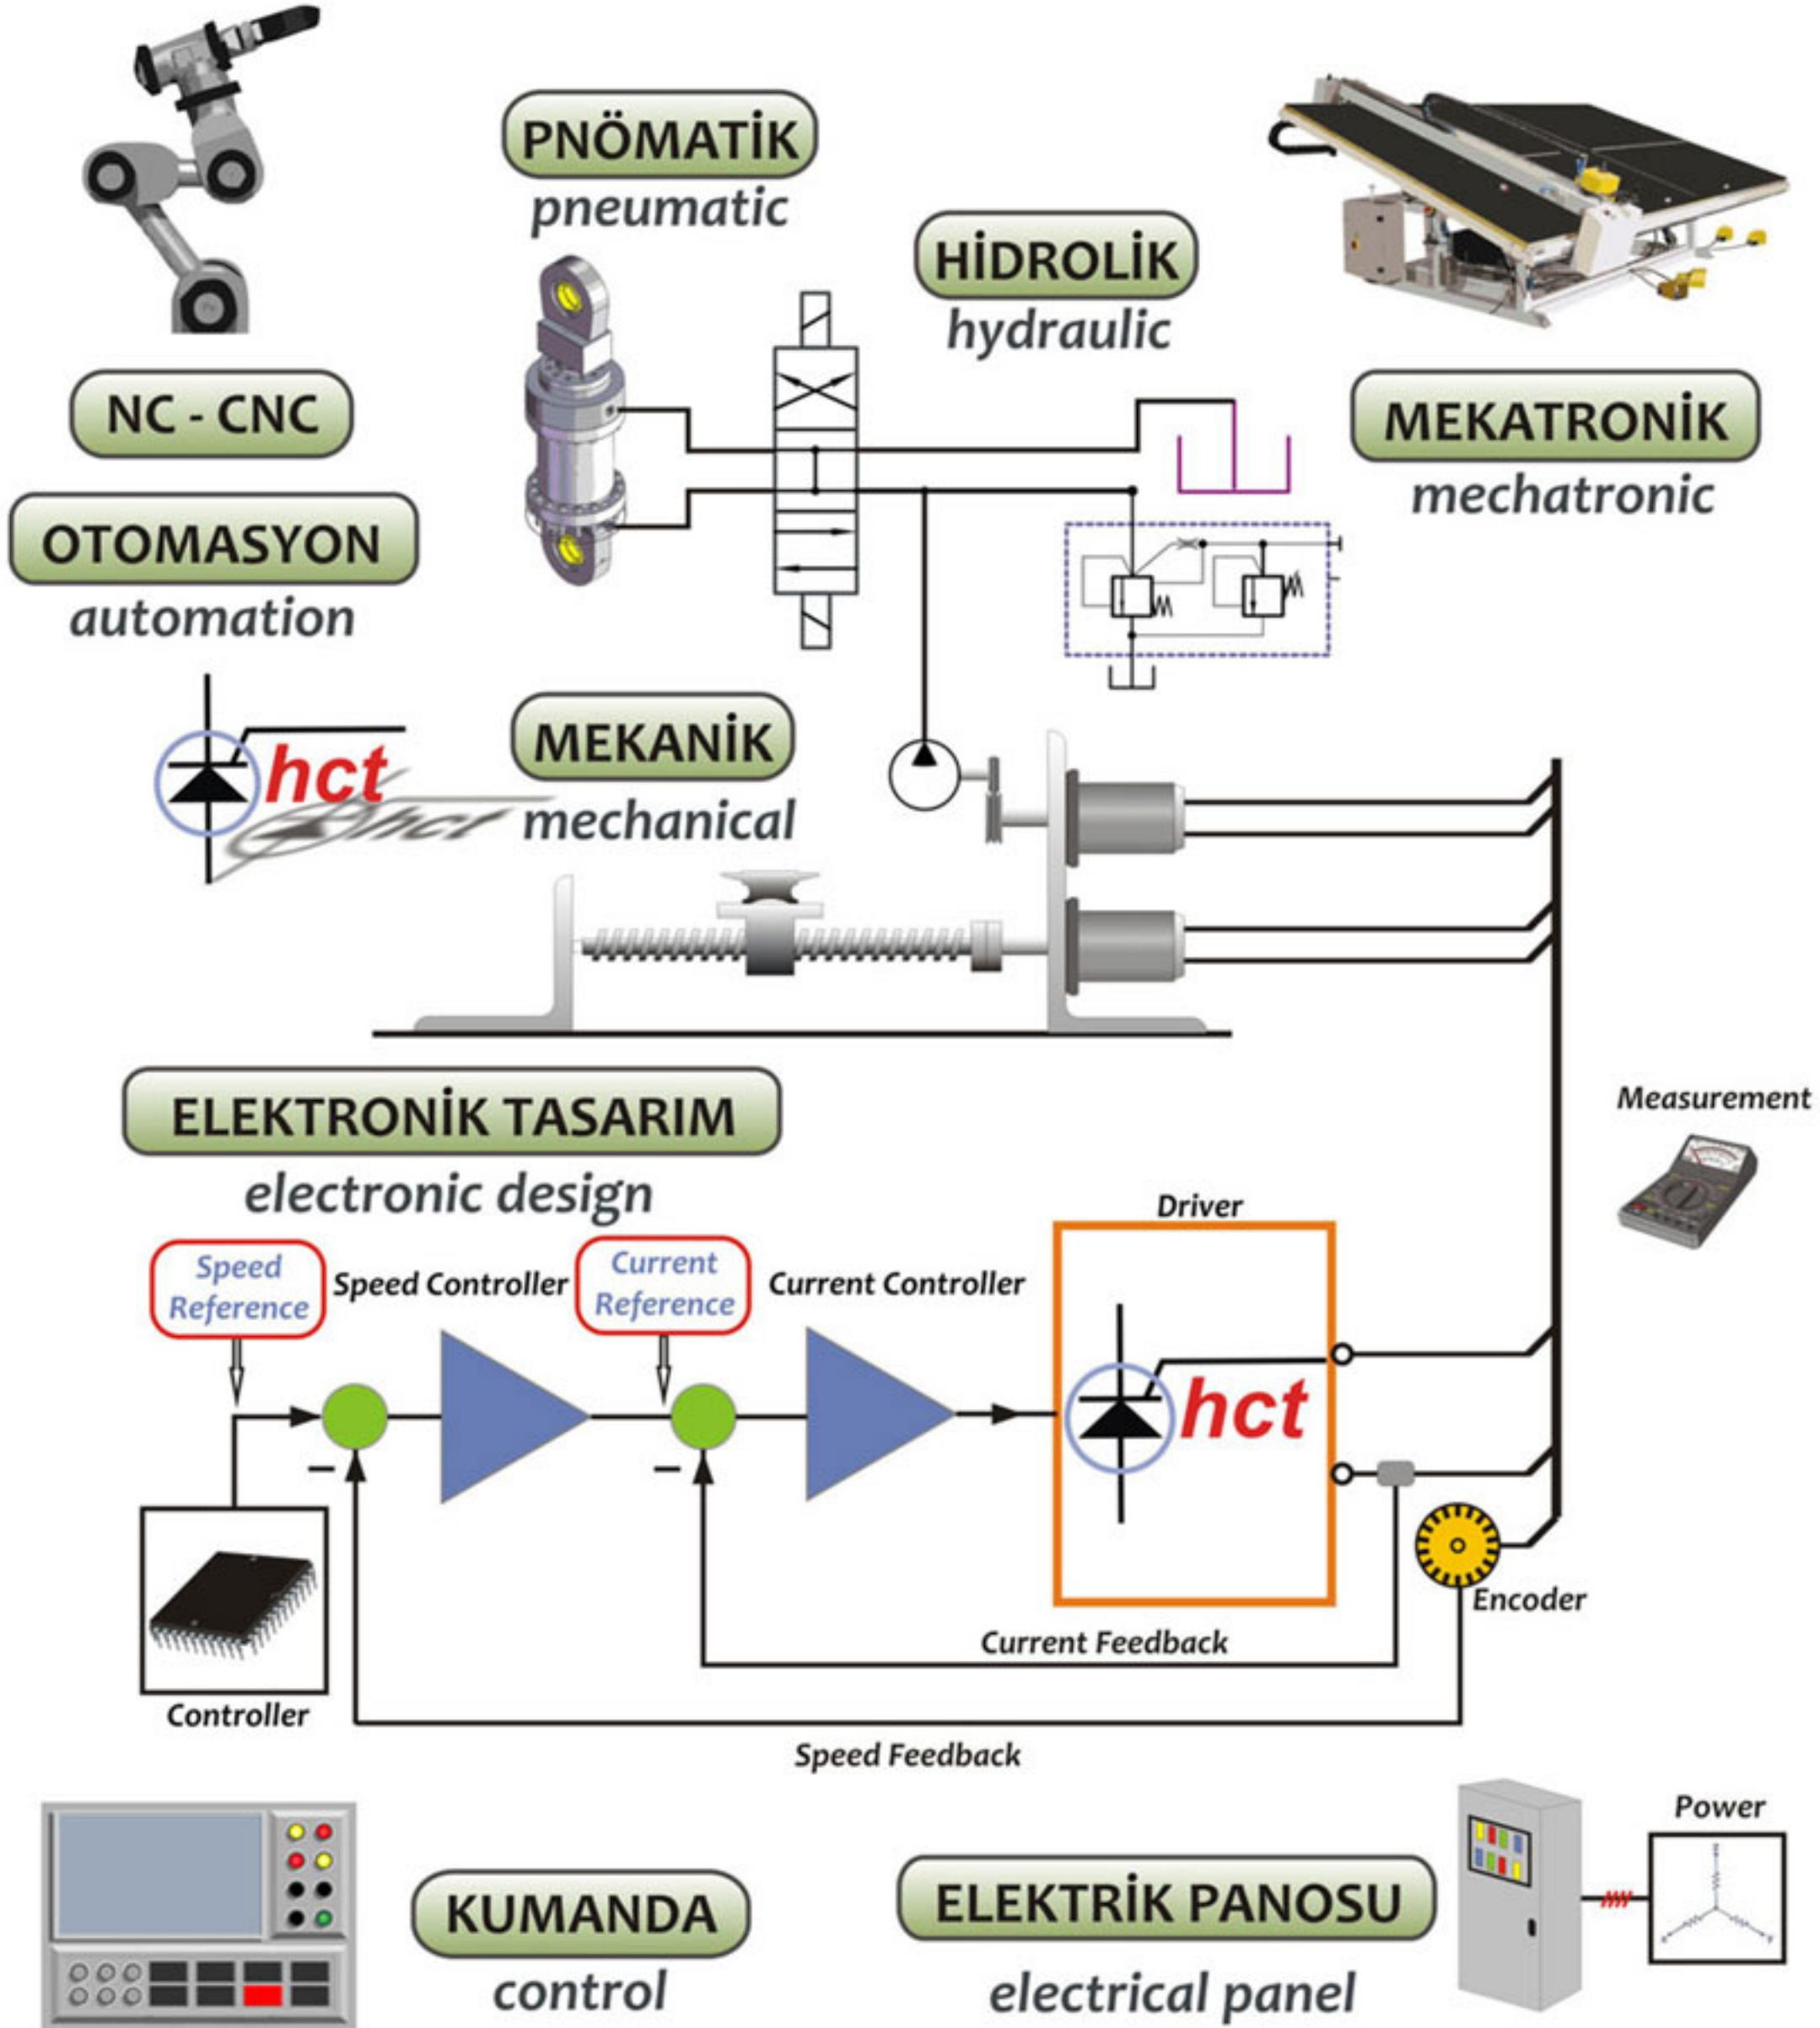 PNÖMATİK
pneumatic
HİDROLİK
hydraulic
NC - CNC
MEKATRONİK
mechatronic
OTOMASYON
automation
hct
hct
MEKANİK
mechanical
ELEKTRONİK TASARIM
electronic design
Measurement
Driver
Speed
Reference
Speed Controller
Current
Reference
Current Controller
hct
Encoder
Current Feedback
Controller
Speed Feedback
Power
KUMANDA
control
ELEKTRİK PANOSU
electrical panel